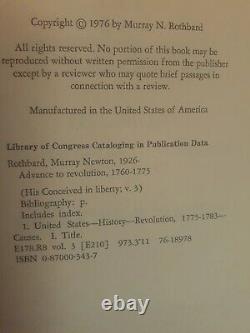 Copyright © 1976 by Murray N. Rothbard
All rights reserved. No portion of this book may be
reproduced without written permission from the publisher
except by a reviewer who may quote brief passages in
connection with a review.
Manufactured in the United States of America
Library of Congress Cataloging in Publication Data
Rothbard, Murray Newton, 1926-
Advance to revolution, 1760-1775
(His Conceived in liberty; v. 3)
Bibliography: p.
Includes index.
1. United States—History—Revolution, 1775-1783—
Causes. I. Title.
E178.R8 vol. 3 [E210] 973.3'11 76-18978
ISBN 0-87000-343-7